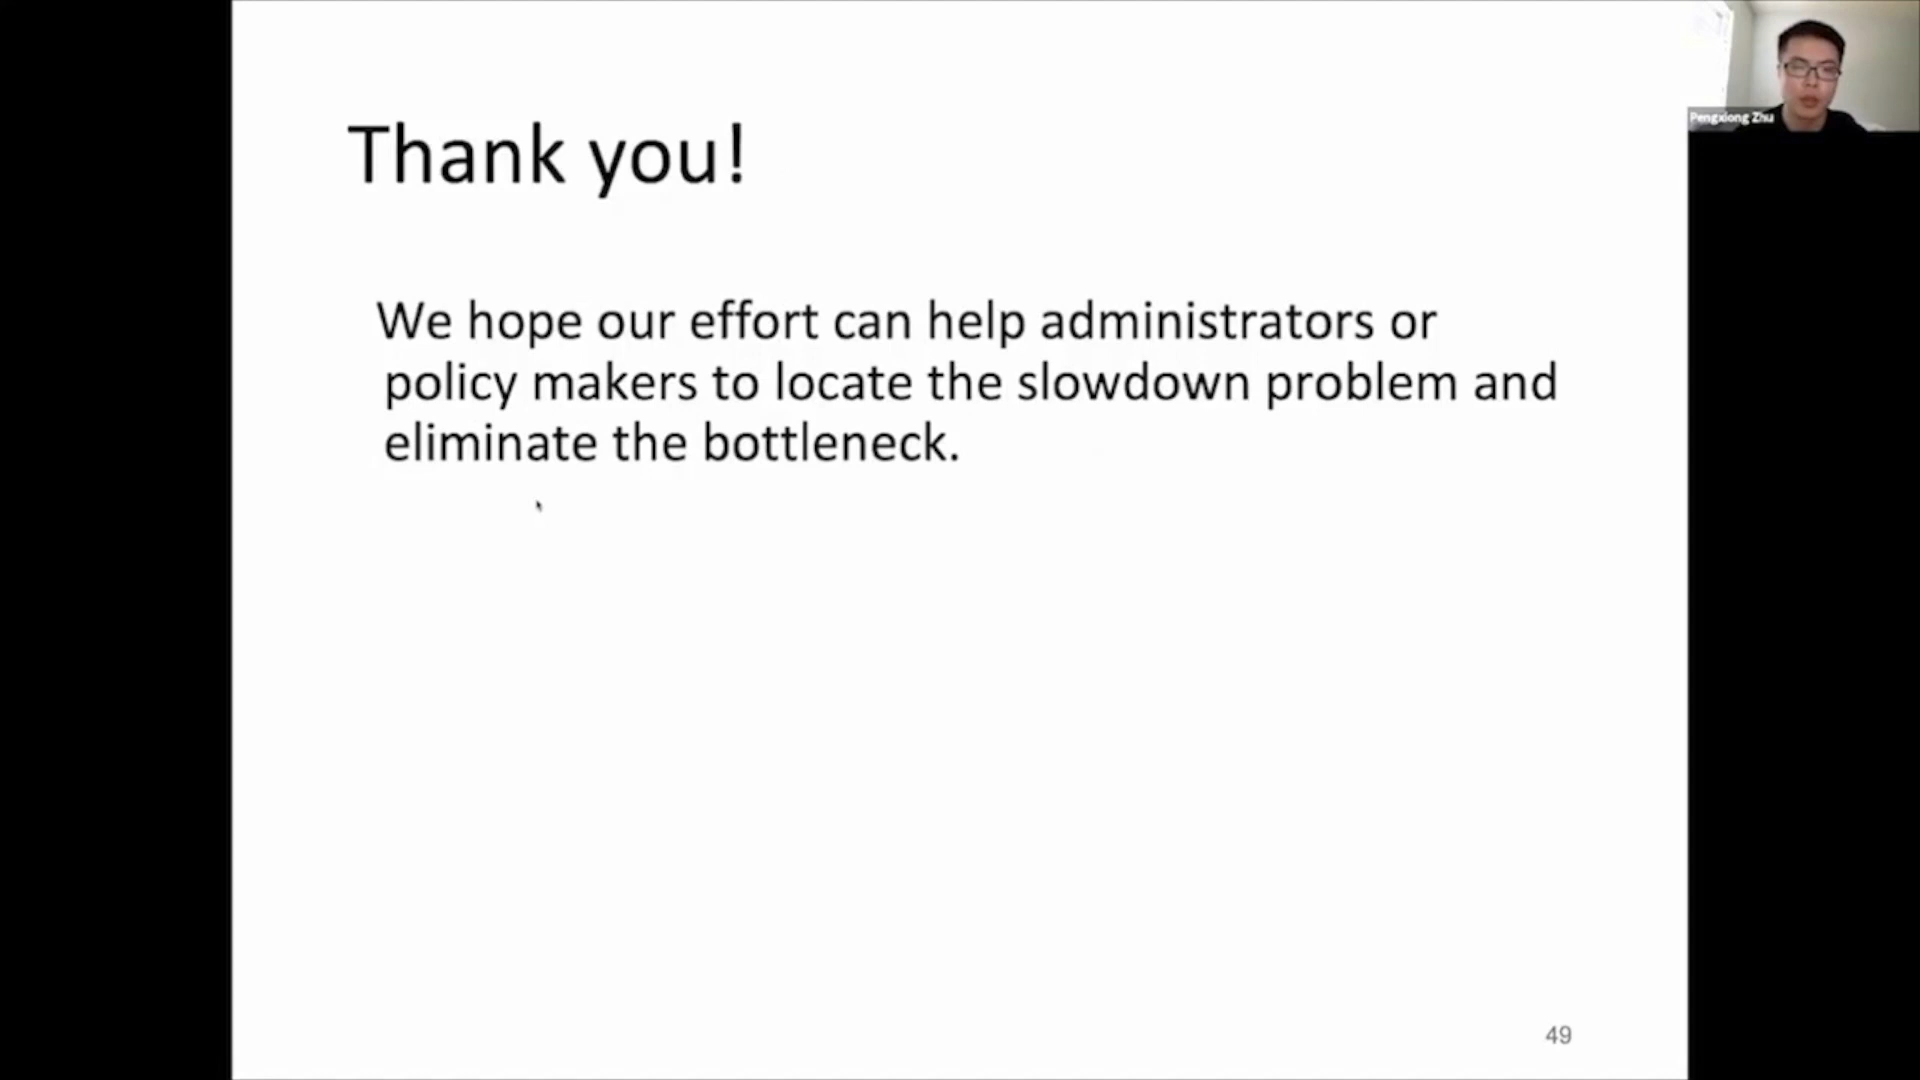 Thank you!
Pengxiong Zhu
We hope our effort can help administrators or
policy makers to locate the slowdown problem and
eliminate the bottleneck.
49